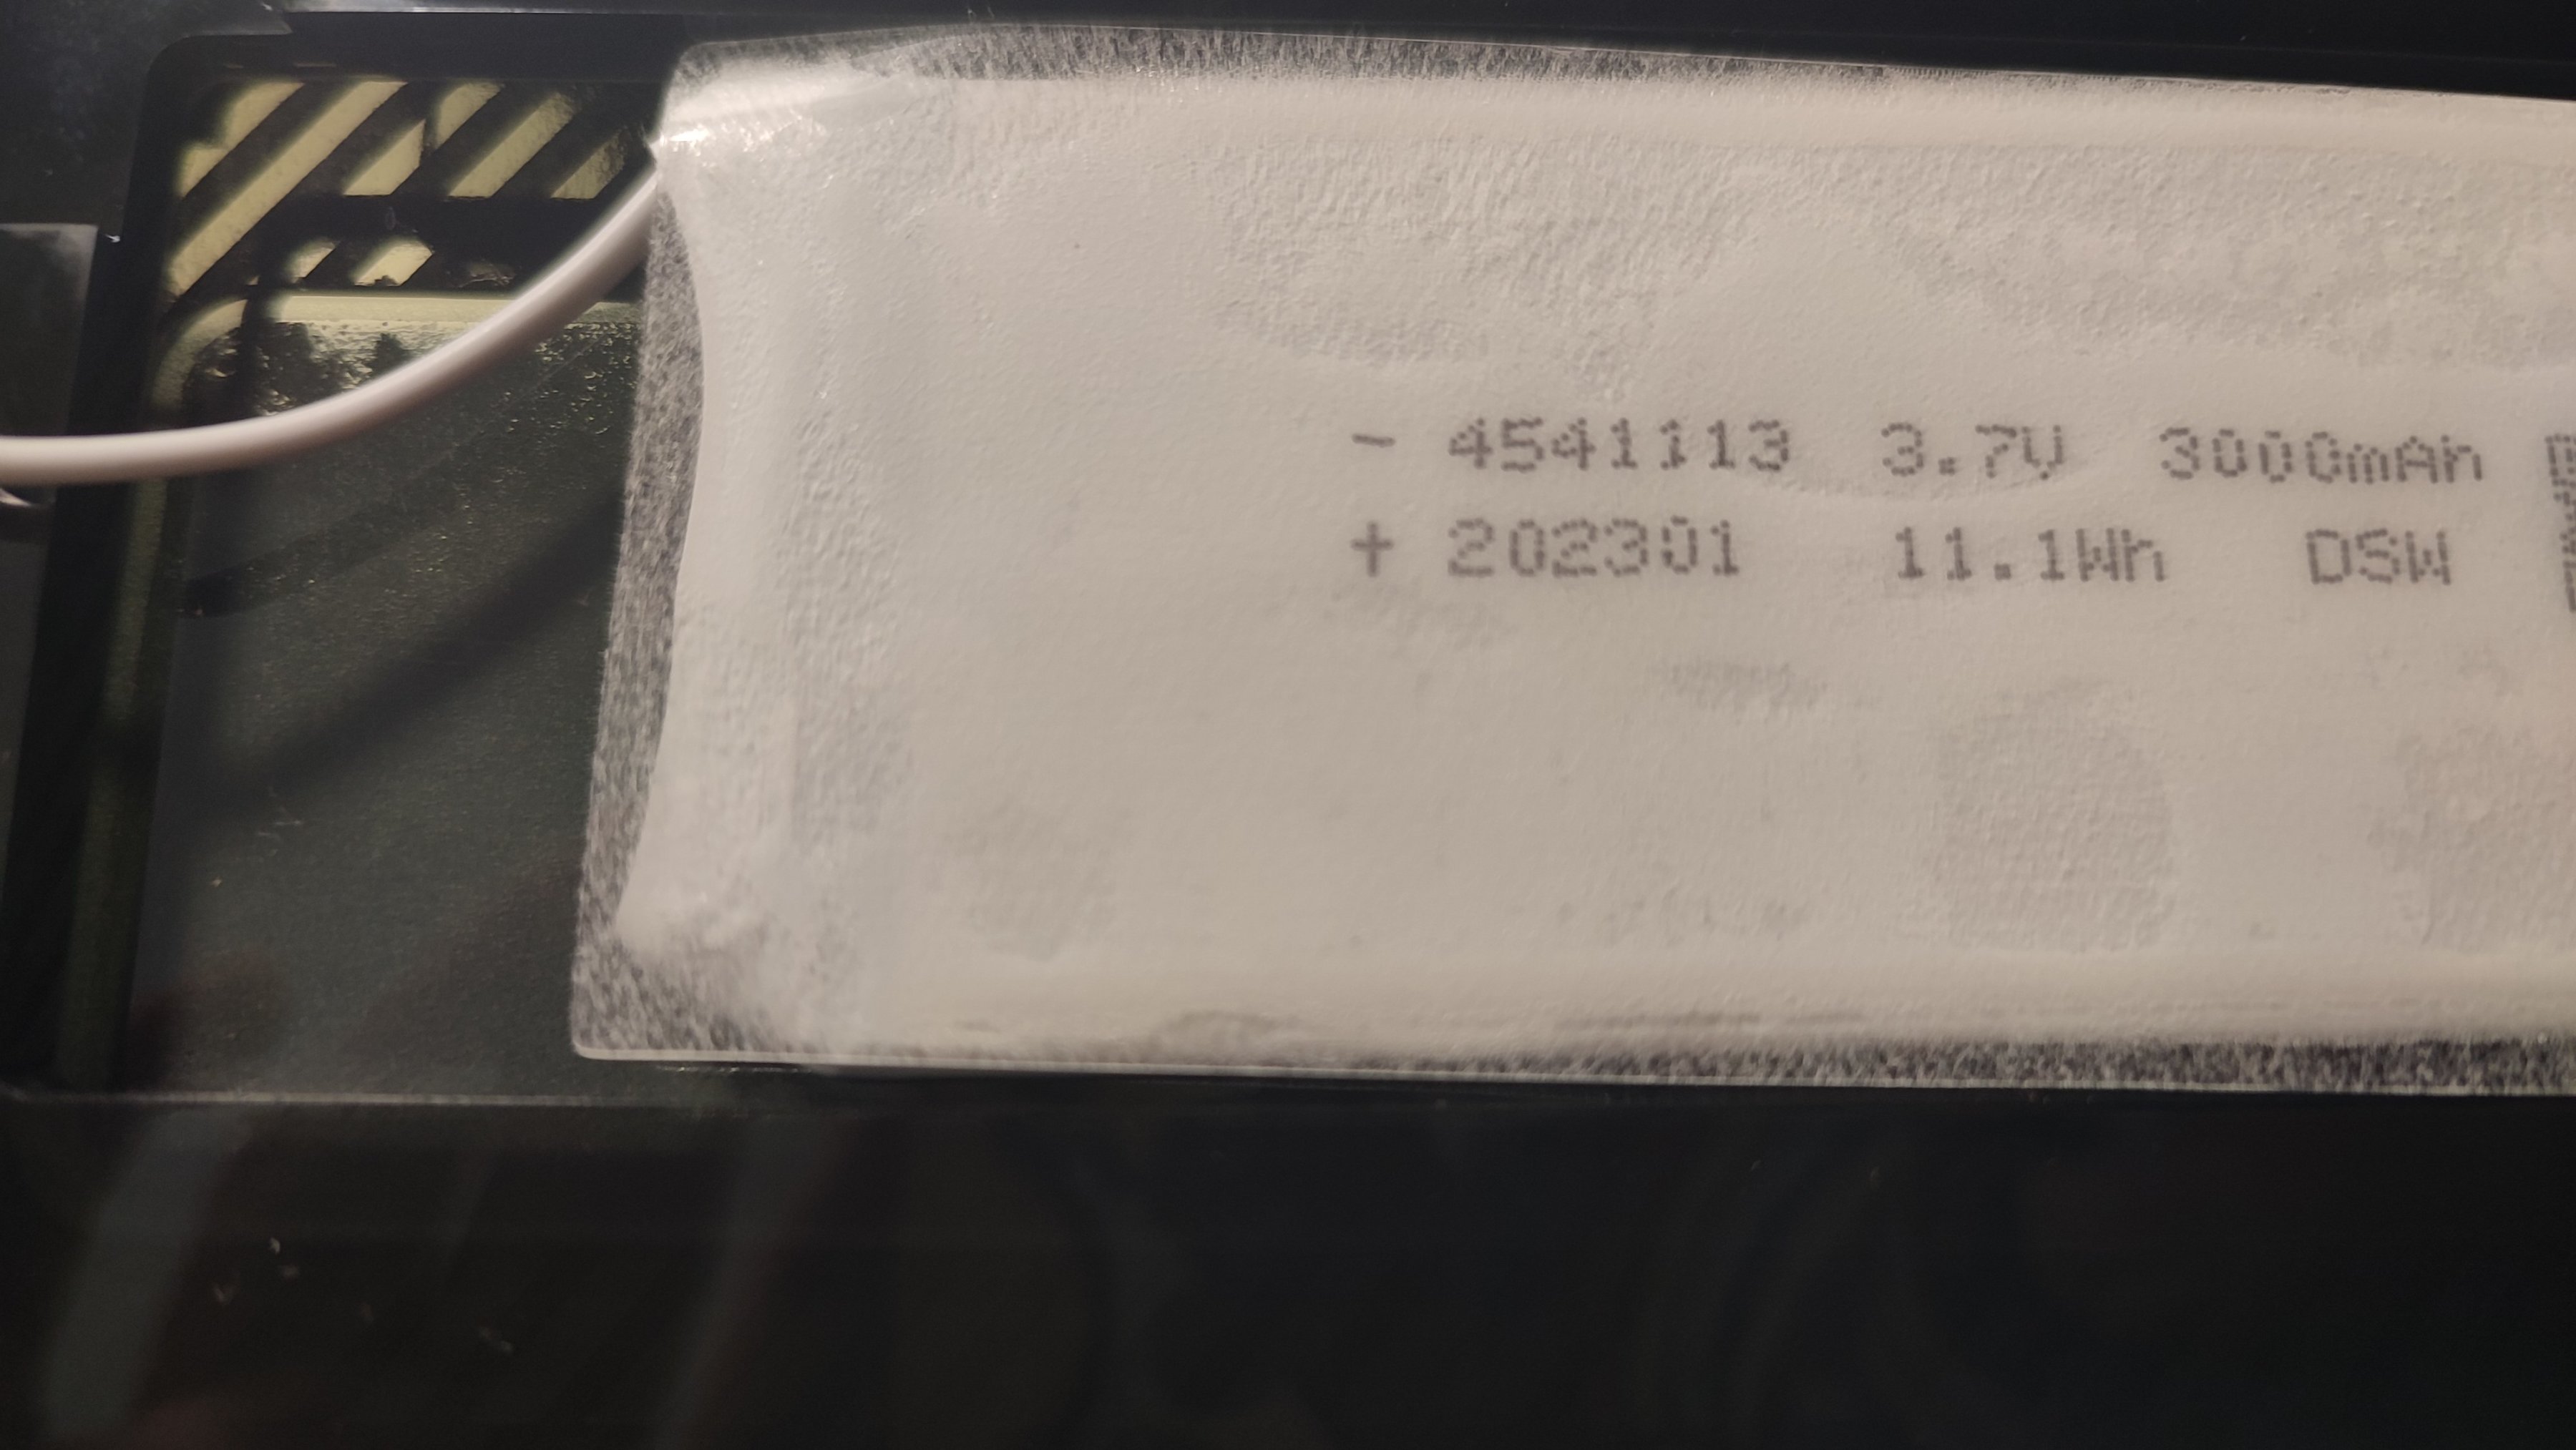 - 4541113 3.7V 3000mAh
+ 202301 11.1Wh DSW